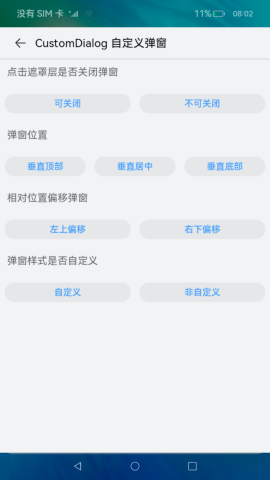 没有 SIM 卡 11% 08:02
CustomDialog 自定义弹窗
点击遮罩层是否关闭弹窗
可关闭 不可关闭
弹窗位置
垂直顶部 垂直居中 垂直底部
相对位置偏移弹窗
左上偏移 右下偏移
弹窗样式是否自定义
自定义 非自定义